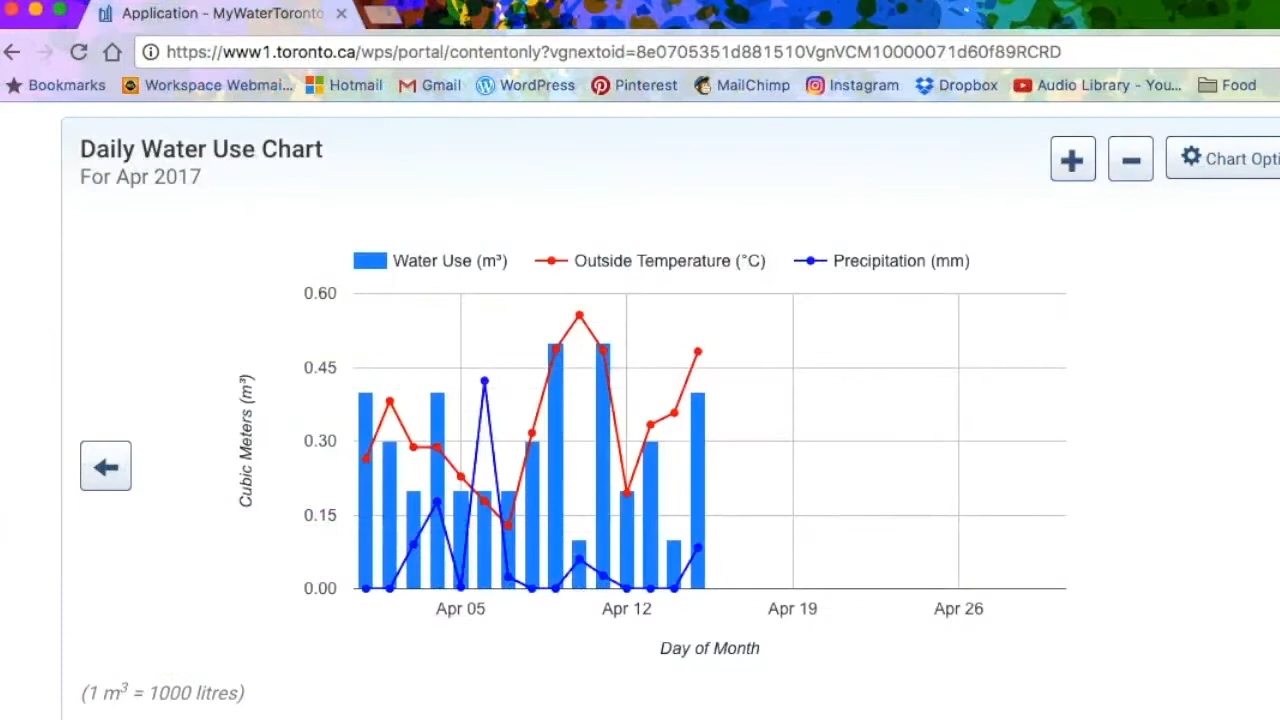 Application - MyWaterToronto
https://www1.toronto.ca/wps/portal/contentonly?vgnextoid=8e0705351d881510VgnVCM10000071d60f89RCRD
Bookmarks Workspace Webmai... Hotmail Gmail WordPress Pinterest MailChimp Instagram Dropbox Audio Library - You... Food
Daily Water Use Chart
For Apr 2017
+ − Chart Opti
Water Use (m³) Outside Temperature (°C) Precipitation (mm)
0.60
0.45
0.30
0.15
0.00
Cubic Meters (m³)
Apr 05 Apr 12 Apr 19 Apr 26
Day of Month
(1 m³ = 1000 litres)